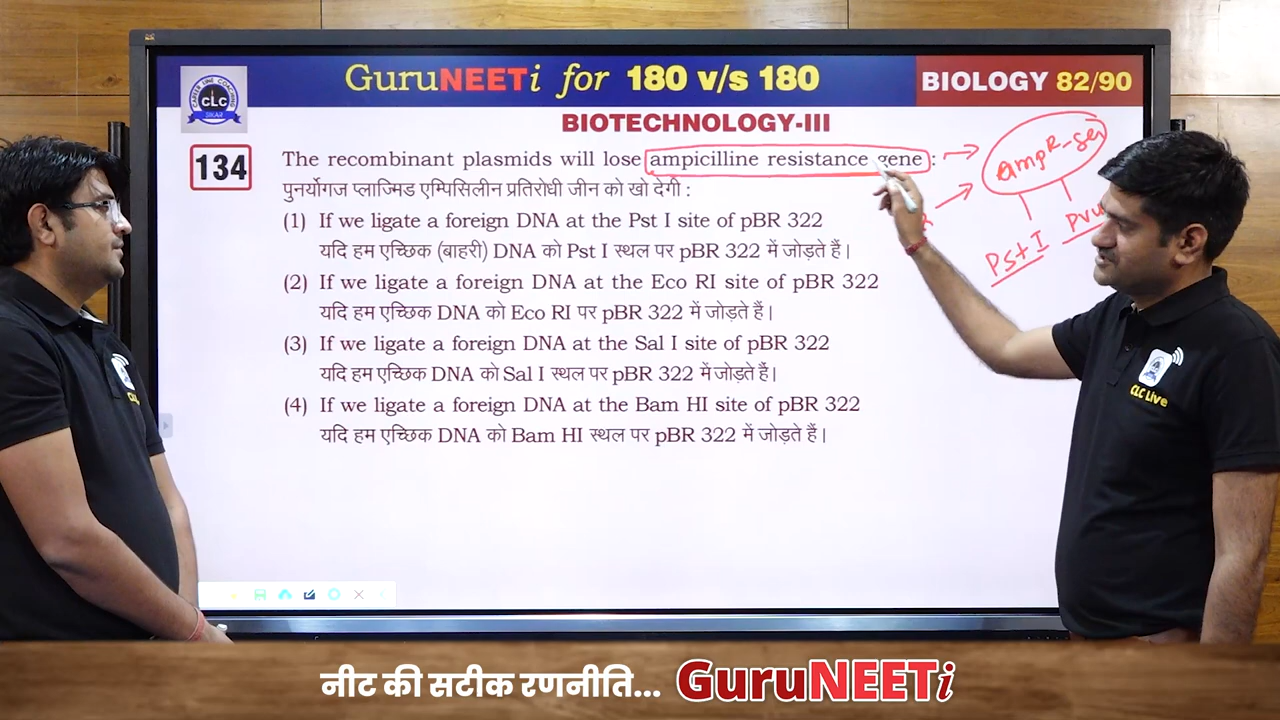 GuruNEETi for 180 v/s 180
BIOLOGY 82/90
CLC
SIKAR
BIOTECHNOLOGY-III
134
The recombinant plasmids will lose ampicilline resistance gene :
पुनर्योगज प्लाज्मिड एम्पिसिलीन प्रतिरोधी जीन को खो देगी :
(1) If we ligate a foreign DNA at the Pst I site of pBR 322
यदि हम एच्छिक (बाहरी) DNA को Pst I स्थल पर pBR 322 में जोड़ते हैं।
(2) If we ligate a foreign DNA at the Eco RI site of pBR 322
यदि हम एच्छिक DNA को Eco RI पर pBR 322 में जोड़ते हैं।
(3) If we ligate a foreign DNA at the Sal I site of pBR 322
यदि हम एच्छिक DNA को Sal I स्थल पर pBR 322 में जोड़ते हैं।
(4) If we ligate a foreign DNA at the Bam HI site of pBR 322
यदि हम एच्छिक DNA को Bam HI स्थल पर pBR 322 में जोड़ते हैं।
PstI
CLC Live
नीट की सटीक रणनीति... GuruNEETi